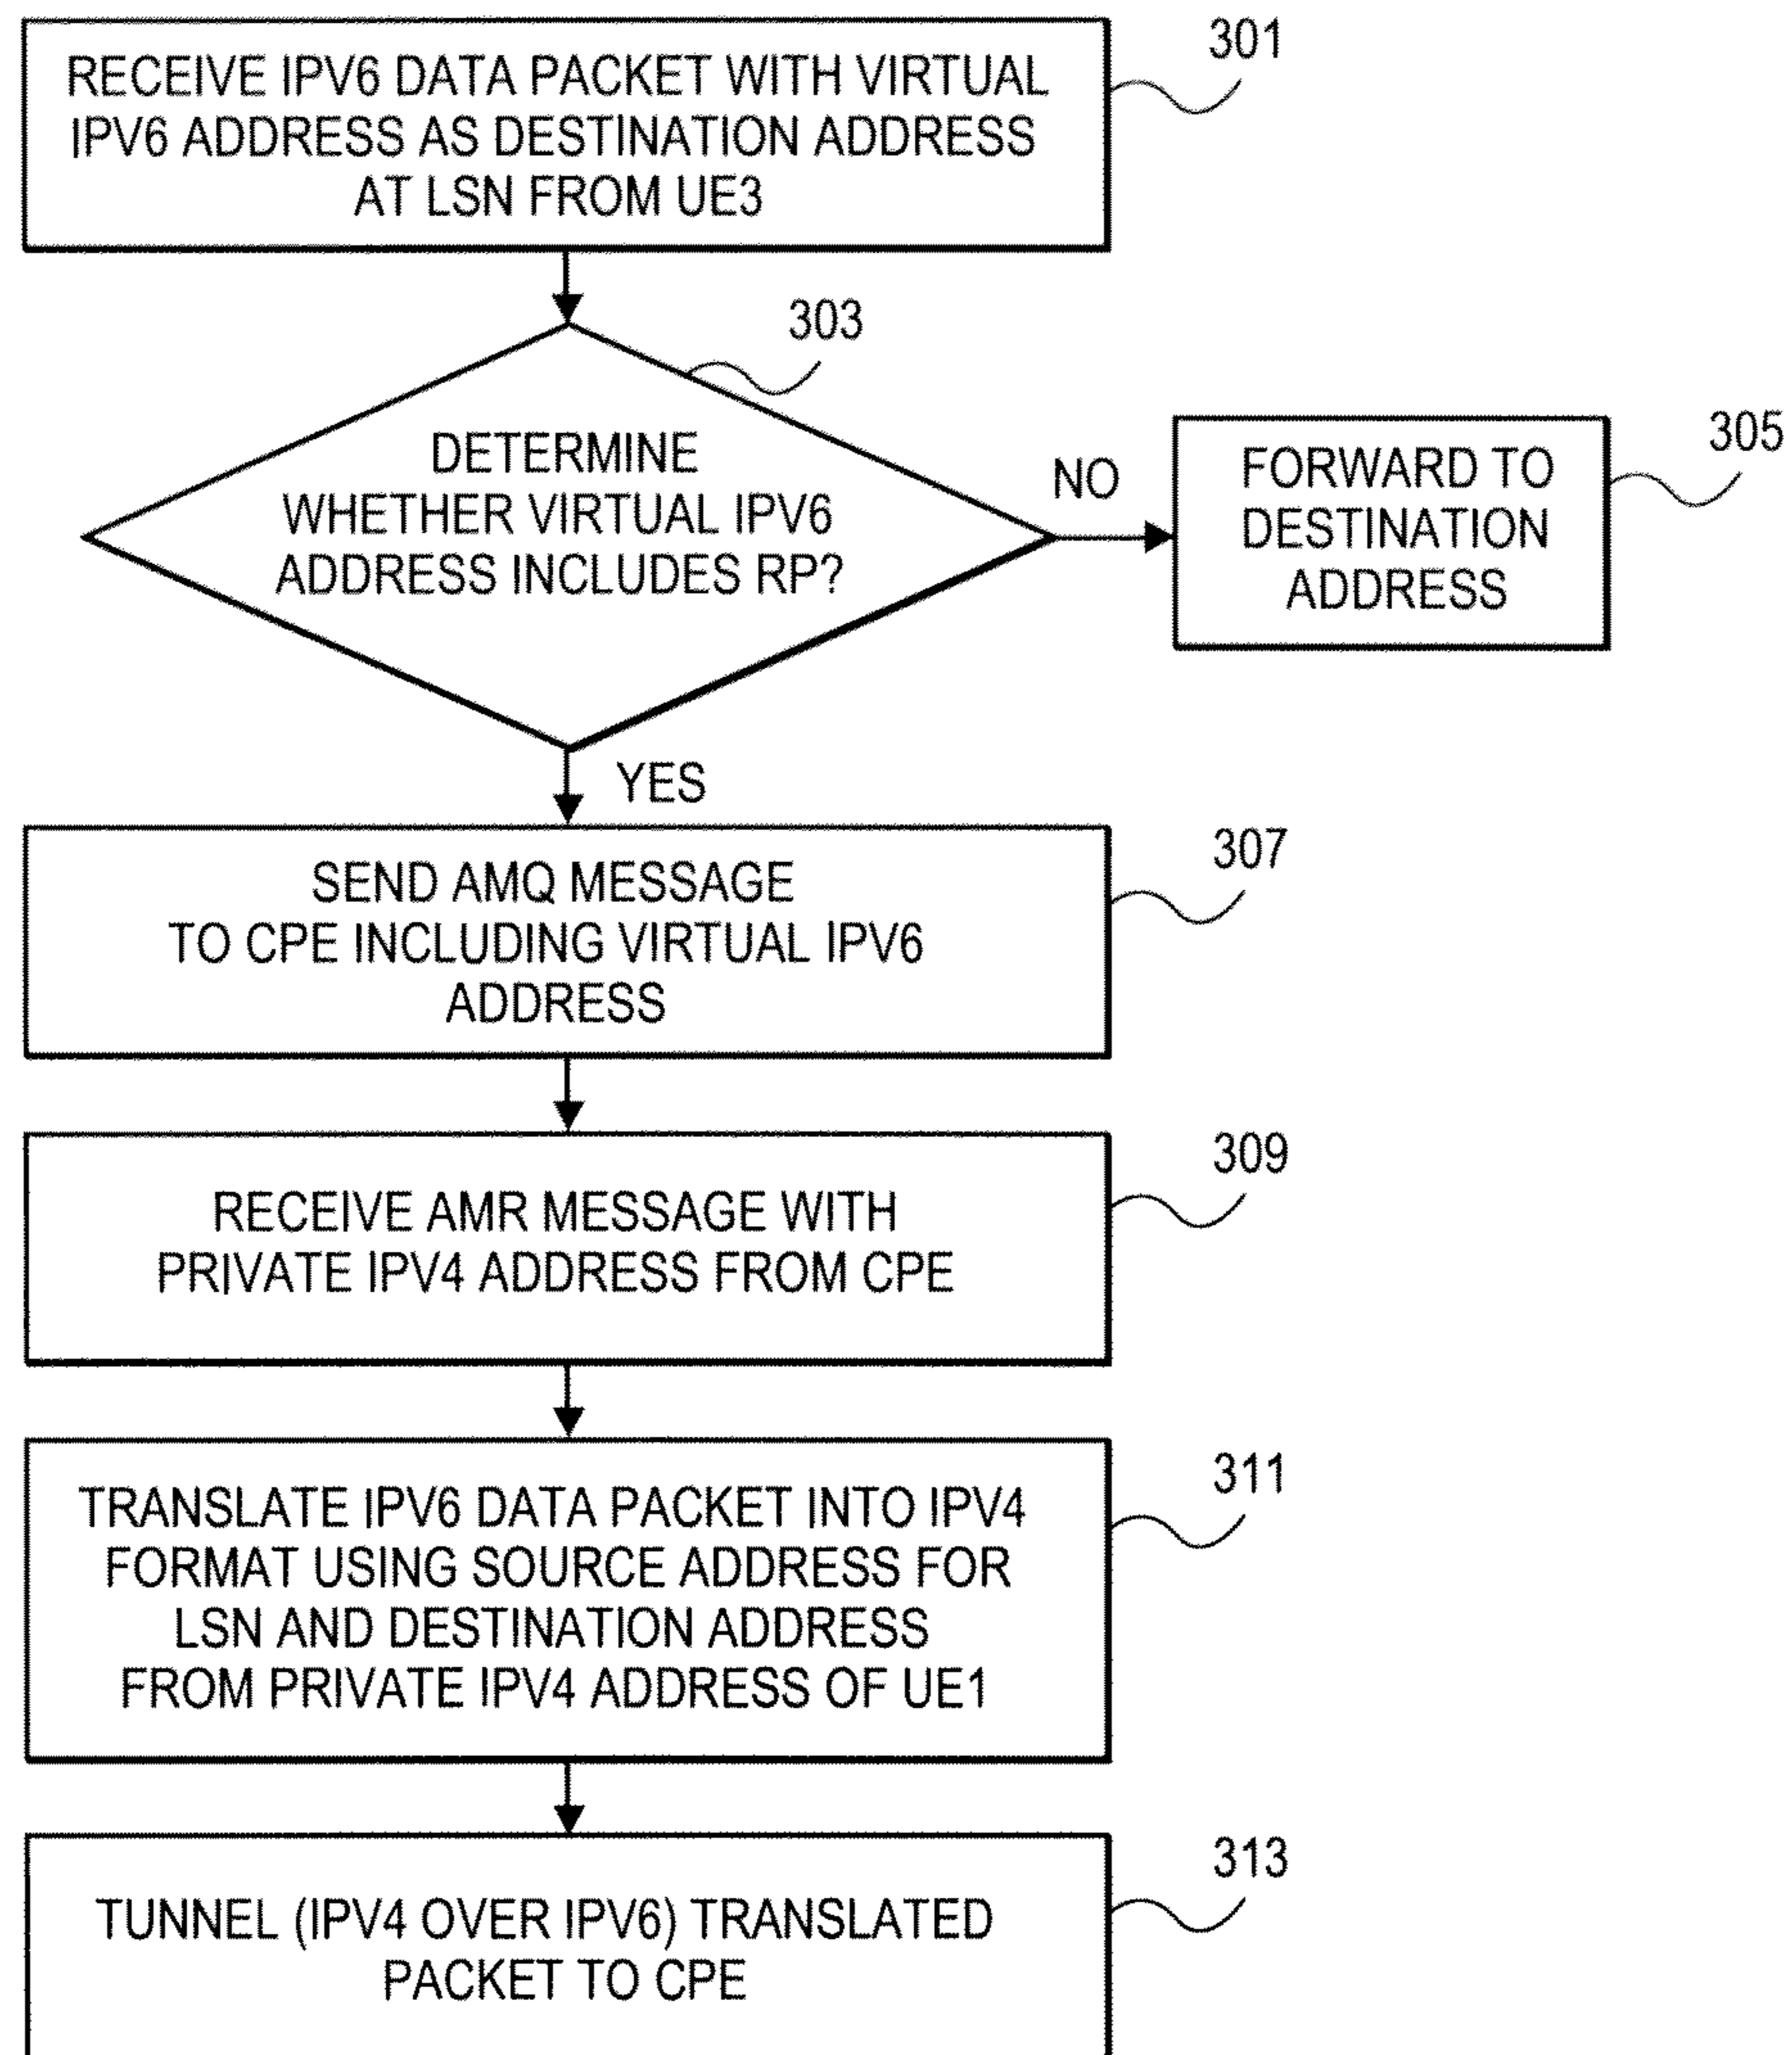 301
RECEIVE IPV6 DATA PACKET WITH VIRTUAL
IPV6 ADDRESS AS DESTINATION ADDRESS
AT LSN FROM UE3
303
DETERMINE
WHETHER VIRTUAL IPV6
ADDRESS INCLUDES RP?
NO
305
FORWARD TO
DESTINATION
ADDRESS
YES
307
SEND AMQ MESSAGE
TO CPE INCLUDING VIRTUAL IPV6
ADDRESS
309
RECEIVE AMR MESSAGE WITH
PRIVATE IPV4 ADDRESS FROM CPE
311
TRANSLATE IPV6 DATA PACKET INTO IPV4
FORMAT USING SOURCE ADDRESS FOR
LSN AND DESTINATION ADDRESS
FROM PRIVATE IPV4 ADDRESS OF UE1
313
TUNNEL (IPV4 OVER IPV6) TRANSLATED
PACKET TO CPE